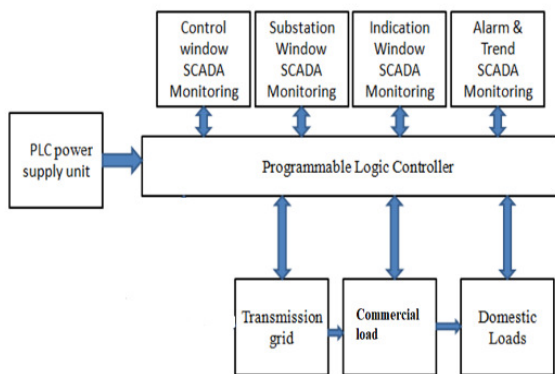 Control
window
SCADA
Monitoring
Substation
Window
SCADA
Monitoring
Indication
Window
SCADA
Monitoring
Alarm &
Trend
SCADA
Monitoring
PLC power
supply unit
Programmable Logic Controller
Transmission
grid
Commercial
load
Domestic
Loads